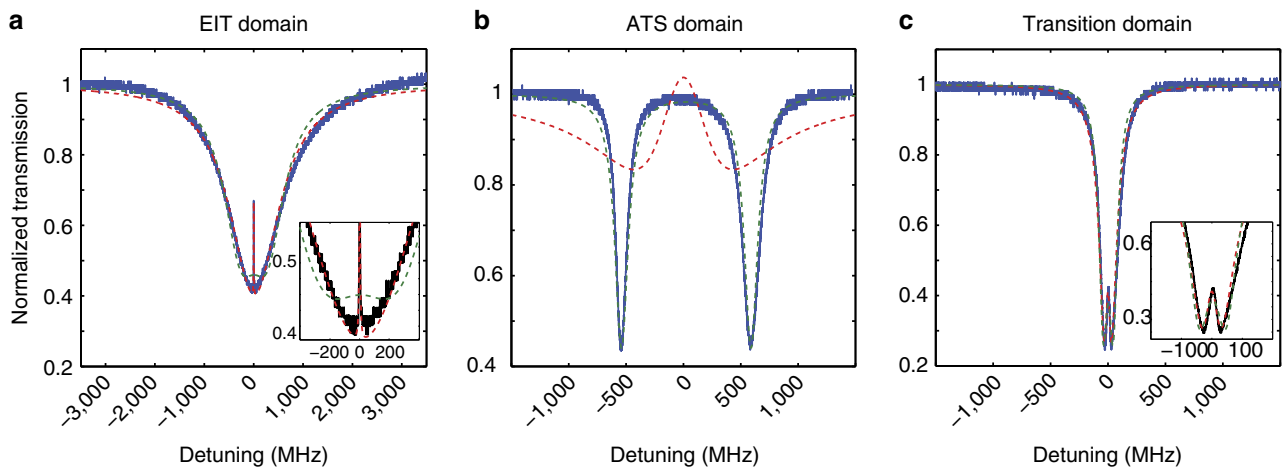 a EIT domain
Normalized transmission
1
0.8
0.6
0.4
0.2
0.5
0.4
−200 0 200
−3,000 −2,000 −1,000 0 1,000 2,000 3,000
Detuning (MHz)
b ATS domain
1.0
0.8
0.6
0.4
−1,000 −500 0 500 1,000
Detuning (MHz)
c Transition domain
1
0.8
0.6
0.4
0.2
0.6
0.3
−1000 100
−1,000 −500 0 500 1,000
Detuning (MHz)